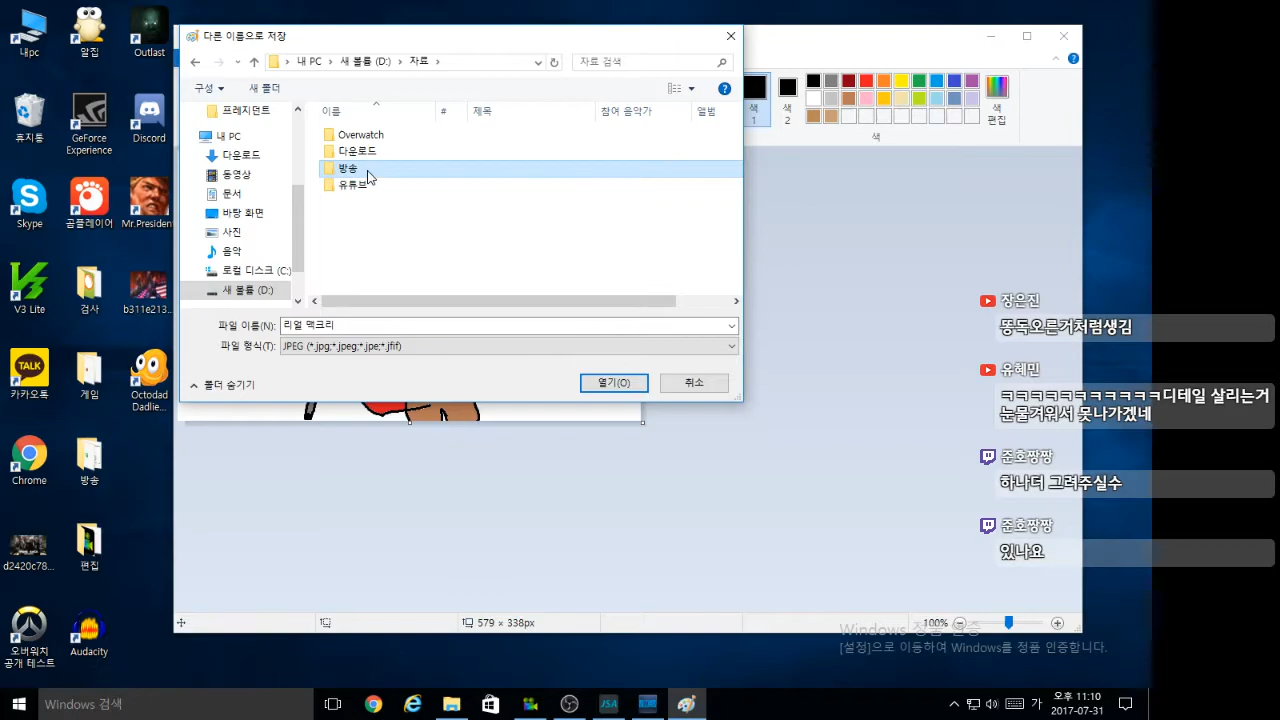 내pc
알집
Outlast
휴지통
GeForce
Experience
Discord
Skype
곰플레이어
Mr.President
V3 Lite
검사
b311e213...
카카오톡
게임
Octodad
Dadlie...
Chrome
방송
d2420c78...
편집
오버워치
공개 테스트
Audacity
다른 이름으로 저장
내 PC
새 볼륨 (D:)
자료
자료 검색
구성
새 폴더
프레지던트
내 PC
다운로드
동영상
문서
바탕 화면
사진
음악
로컬 디스크 (C:)
새 볼륨 (D:)
이름
#
제목
참여 음악가
앨범
Overwatch
다운로드
방송
유튜브
파일 이름(N):
리얼 맥크리
파일 형식(T):
JPEG (*.jpg;*.jpeg;*.jpe;*.jfif)
폴더 숨기기
열기(O)
취소
색
1
색
2
색
편집
색
장은진
똥독오른거처럼생김
유혜민
ㅋㅋㅋㅋㅋㅋㅋㅋㅋㅋㅋ디테일 살리는거
눈물겨워서 못나가겠네
준호짱짱
하나더 그려주실수
준호짱짱
있나요
579 × 338px
100%
Windows 정품 인증
[설정]으로 이동하여 Windows를 정품 인증합니다.
Windows 검색
JSA
가
오후 11:10
2017-07-31